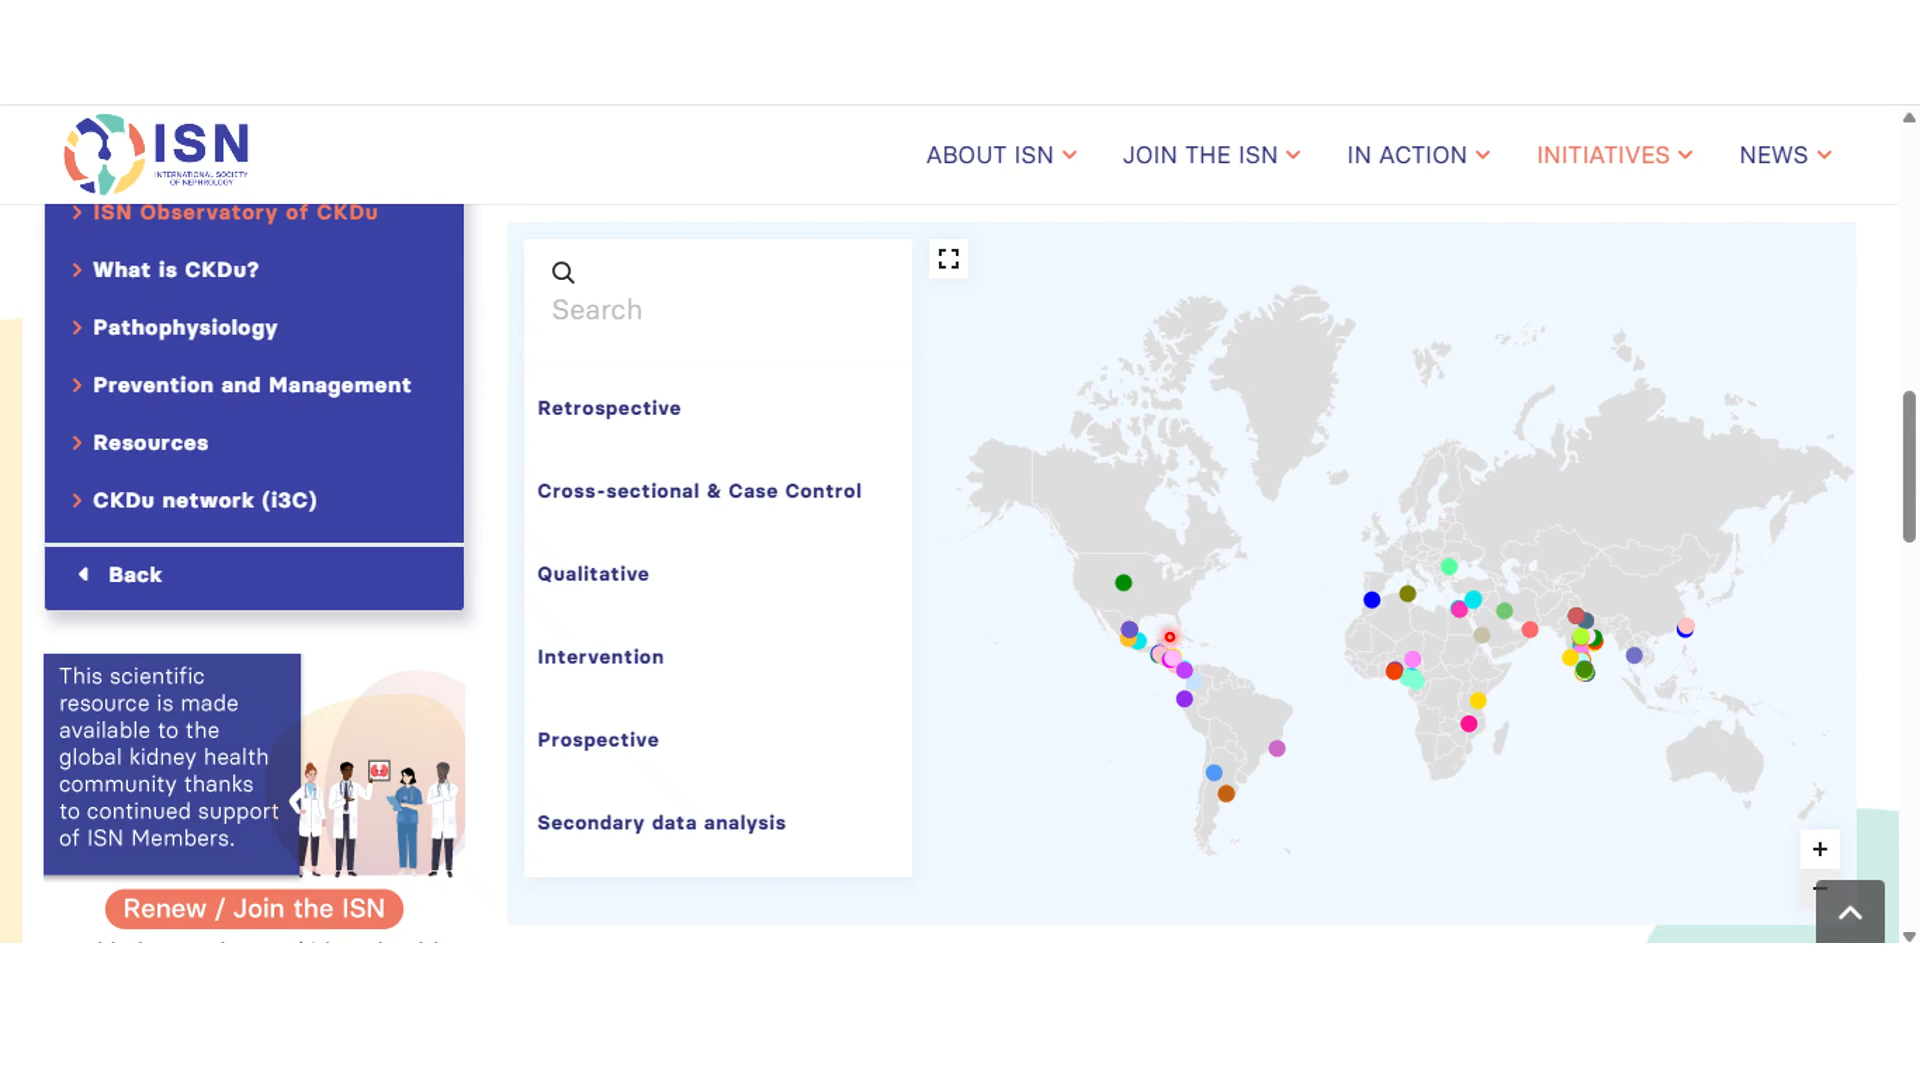 ISN
INTERNATIONAL SOCIETY
OF NEPHROLOGY
ABOUT ISN
JOIN THE ISN
IN ACTION
INITIATIVES
NEWS
ISN Observatory of CKDu
What is CKDu?
Pathophysiology
Prevention and Management
Resources
CKDu network (i3C)
Back
This scientific
resource is made
available to the
global kidney health
community thanks
to continued support
of ISN Members.
Renew / Join the ISN
Search
Retrospective
Cross-sectional & Case Control
Qualitative
Intervention
Prospective
Secondary data analysis
+
−